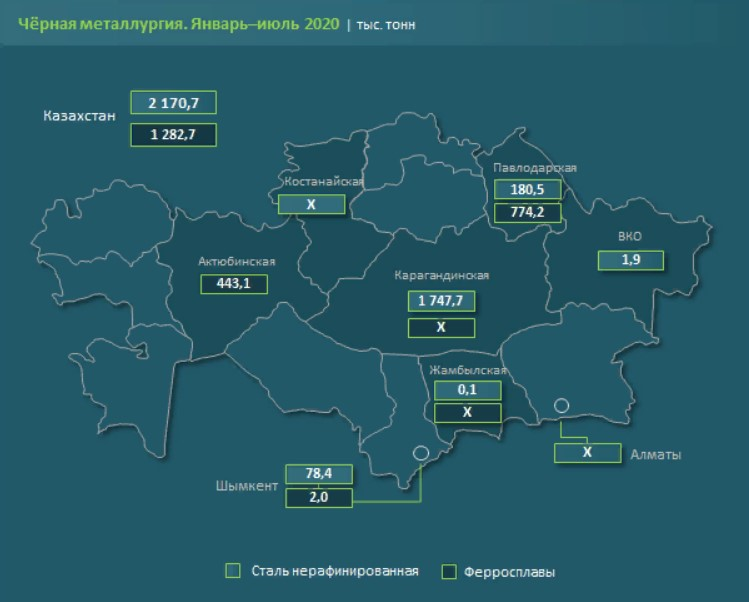 Чёрная металлургия. Январь–июль 2020 | тыс. тонн
Казахстан
2 170,7
1 282,7
Костанайская
X
Павлодарская
180,5
774,2
ВКО
1,9
Актюбинская
443,1
Карагандинская
1 747,7
X
Жамбылская
0,1
X
Алматы
X
Шымкент
78,4
2,0
Сталь нерафинированная
Ферросплавы